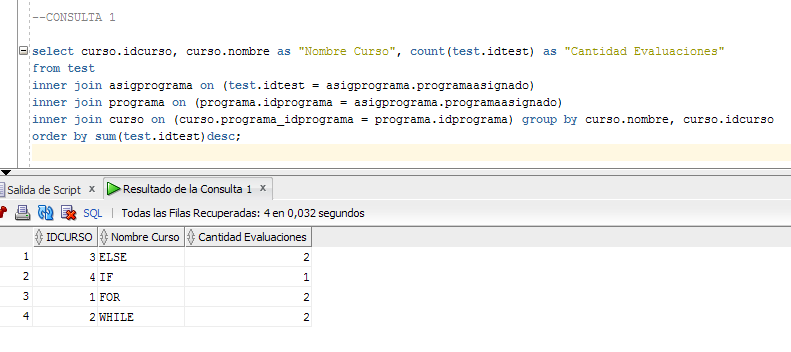 --CONSULTA 1
select curso.idcurso, curso.nombre as "Nombre Curso", count(test.idtest) as "Cantidad Evaluaciones"
from test
inner join asigprograma on (test.idtest = asigprograma.programaasignado)
inner join programa on (programa.idprograma = asigprograma.programaasignado)
inner join curso on (curso.programa_idprograma = programa.idprograma) group by curso.nombre, curso.idcurso
order by sum(test.idtest)desc;
Salida de Script x Resultado de la Consulta 1 x
SQL | Todas las Filas Recuperadas: 4 en 0,032 segundos
IDCURSO Nombre Curso Cantidad Evaluaciones
1 3 ELSE 2
2 4 IF 1
3 1 FOR 2
4 2 WHILE 2